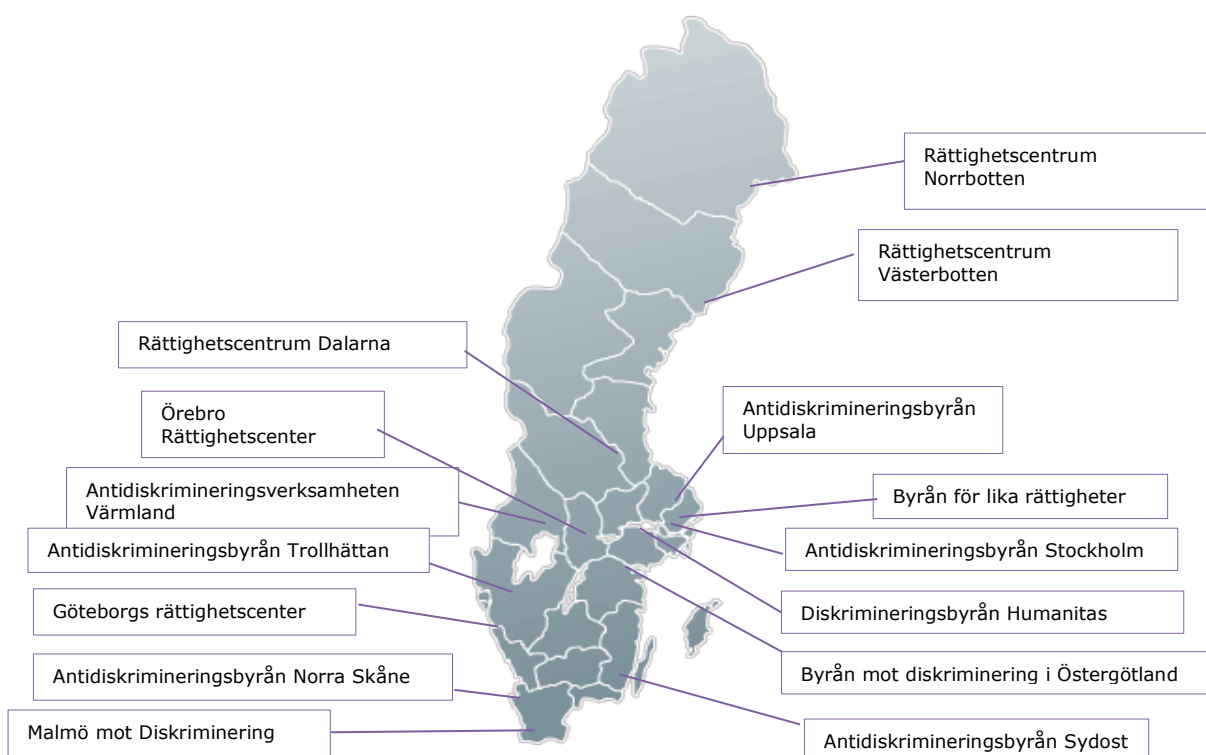 Rättighetscentrum
Norrbotten
Rättighetscentrum
Västerbotten
Rättighetscentrum Dalarna
Örebro
Rättighetscenter
Antidiskrimineringsbyrån
Uppsala
Antidiskrimineringsverksamheten
Värmland
Byrån för lika rättigheter
Antidiskrimineringsbyrån Trollhättan
Antidiskrimineringsbyrån Stockholm
Göteborgs rättighetscenter
Diskrimineringsbyrån Humanitas
Antidiskrimineringsbyrån Norra Skåne
Byrån mot diskriminering i Östergötland
Malmö mot Diskriminering
Antidiskrimineringsbyrån Sydost